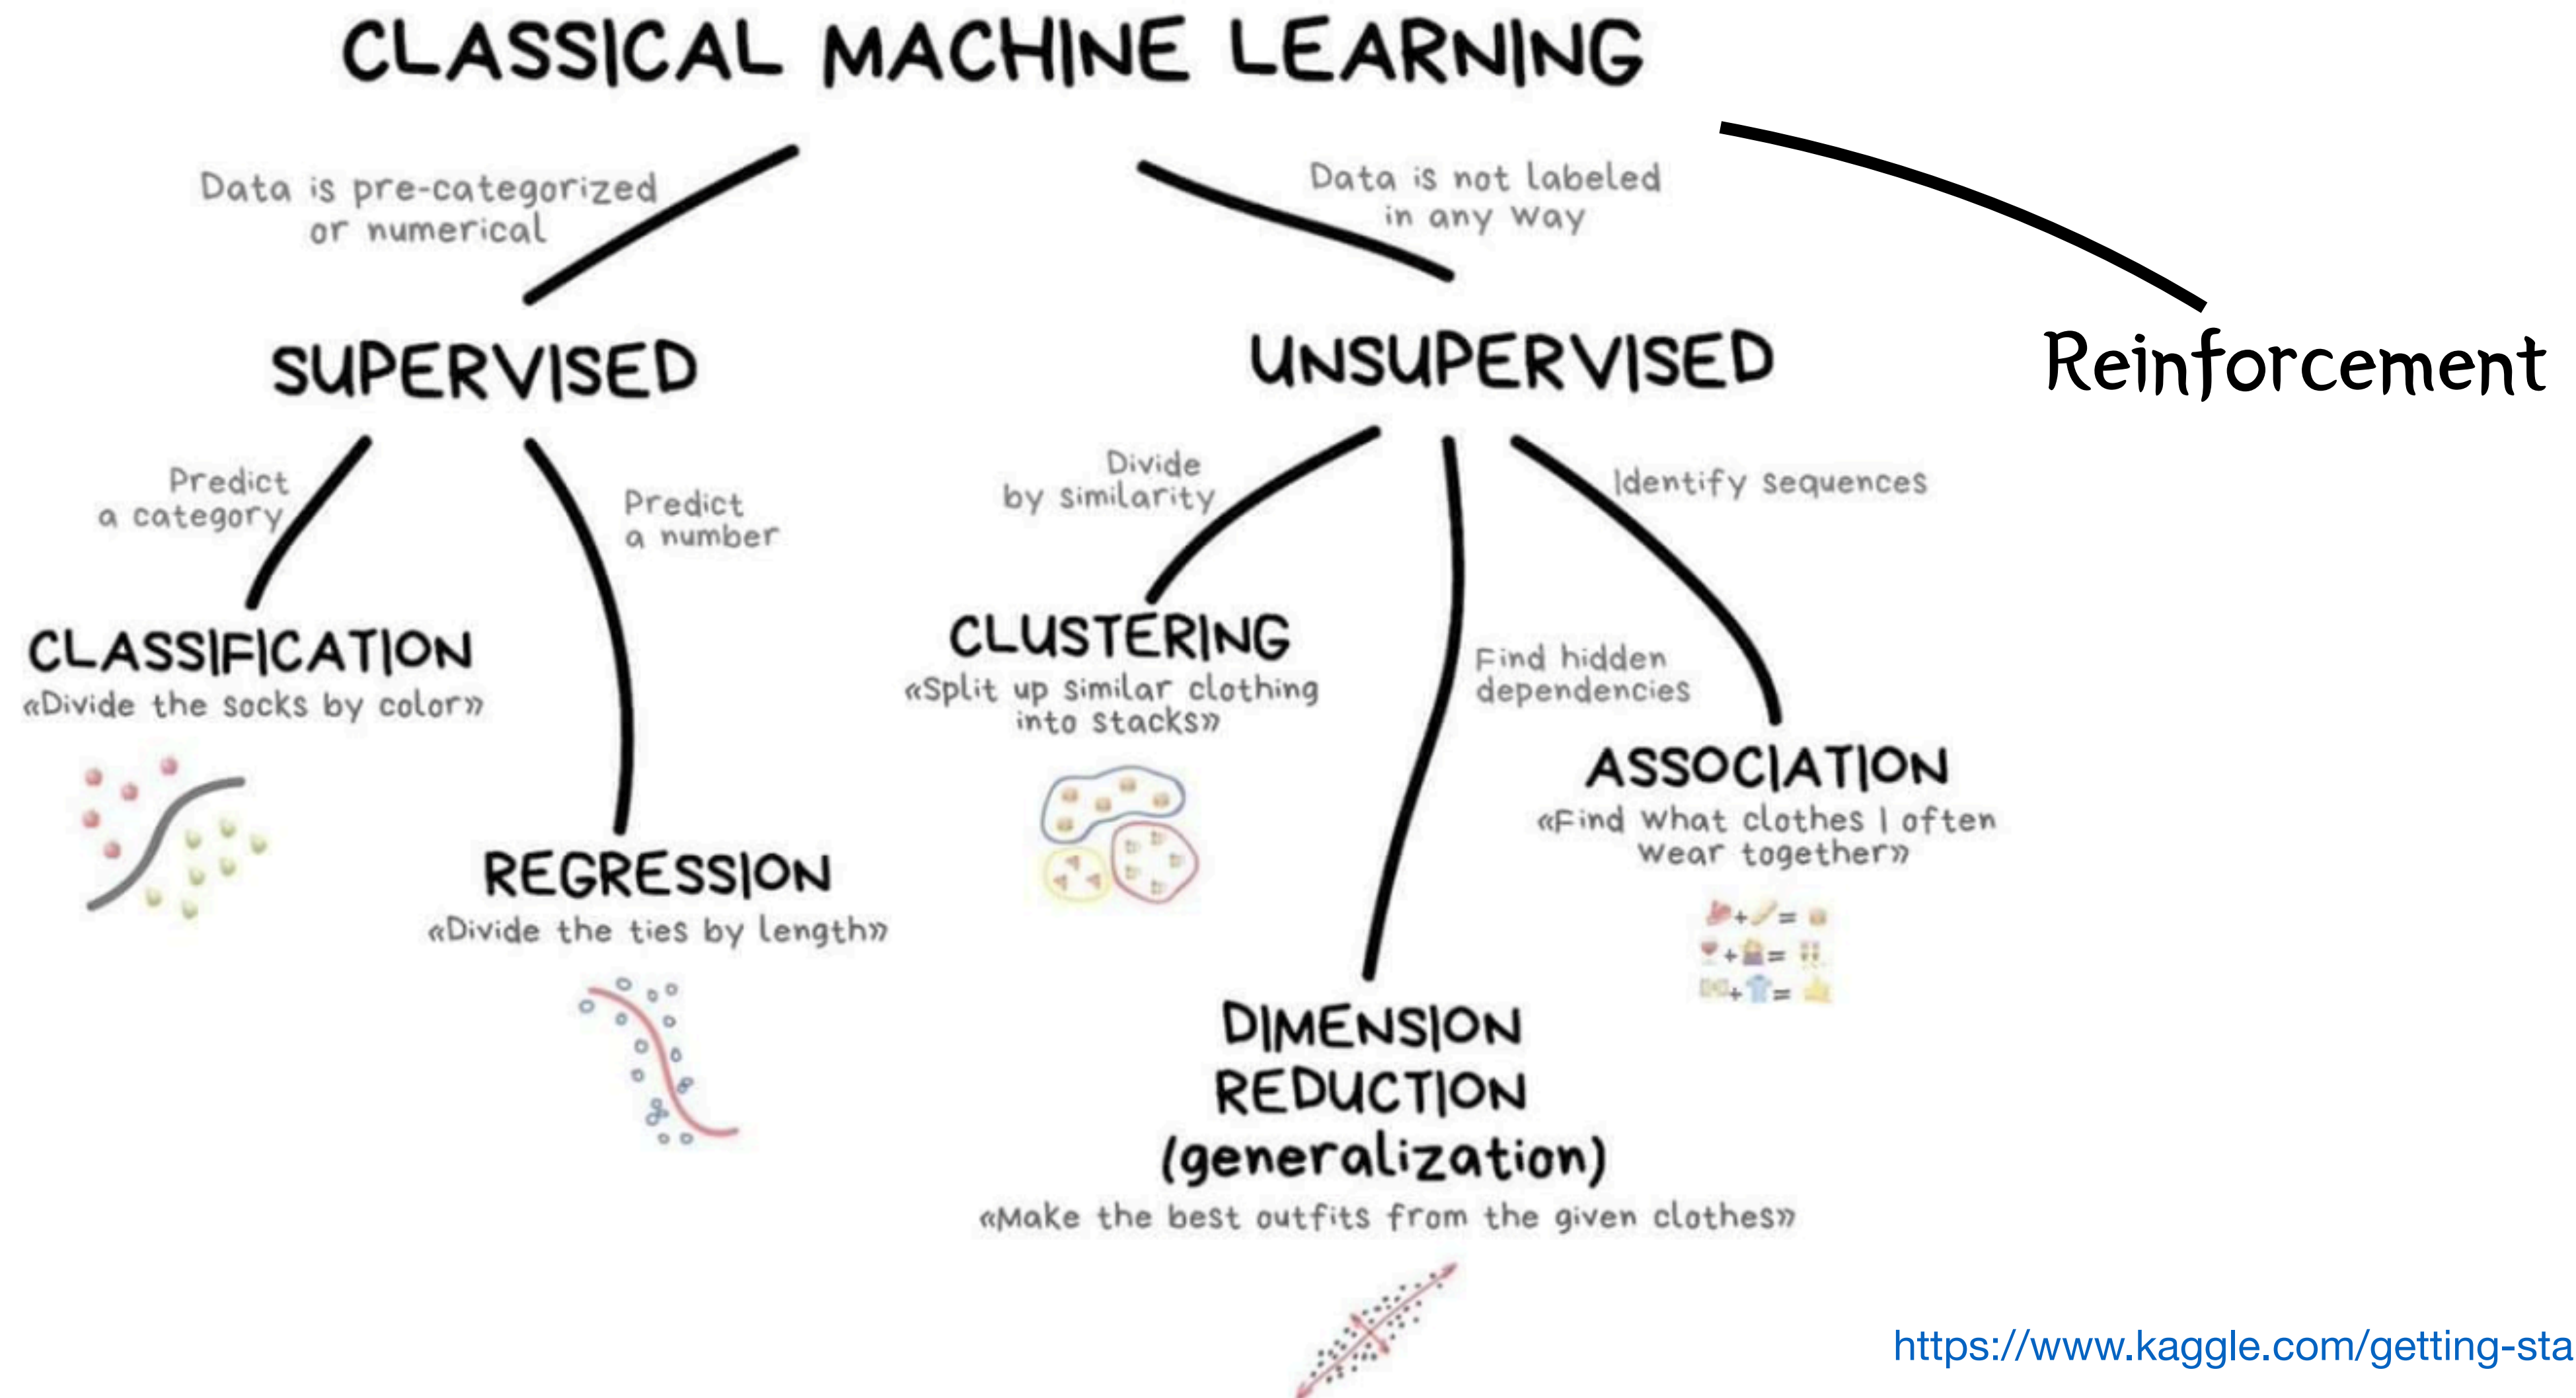 CLASSICAL MACHINE LEARNING
Data is pre-categorized
or numerical
Data is not labeled
in any way
SUPERVISED
UNSUPERVISED
Reinforcement
Predict
a category
Predict
a number
Divide
by similarity
Identify sequences
CLASSIFICATION
«Divide the socks by color»
CLUSTERING
«Split up similar clothing
into stacks»
Find hidden
dependencies
ASSOCIATION
«Find what clothes I often
wear together»
REGRESSION
«Divide the ties by length»
+ =
+ =
+ =
DIMENSION
REDUCTION
(generalization)
«Make the best outfits from the given clothes»
https://www.kaggle.com/getting-sta